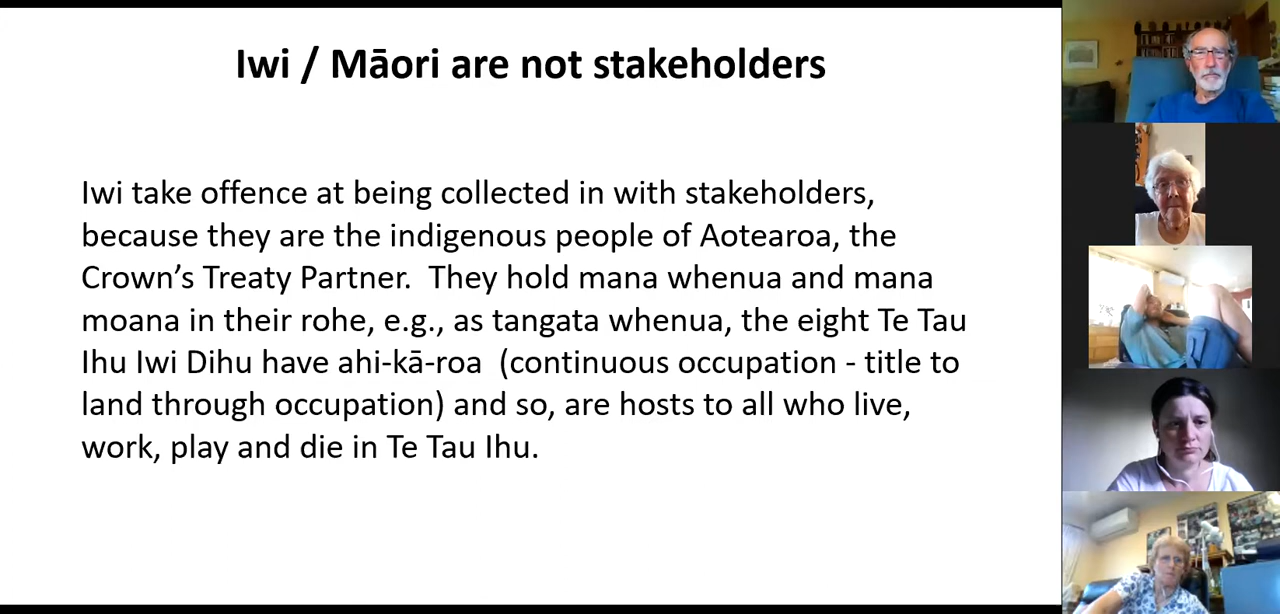 Iwi / Māori are not stakeholders
Iwi take offence at being collected in with stakeholders,
because they are the indigenous people of Aotearoa, the
Crown’s Treaty Partner.  They hold mana whenua and mana
moana in their rohe, e.g., as tangata whenua, the eight Te Tau
Ihu Iwi Dihu have ahi-kā-roa  (continuous occupation - title to
land through occupation) and so, are hosts to all who live,
work, play and die in Te Tau Ihu.